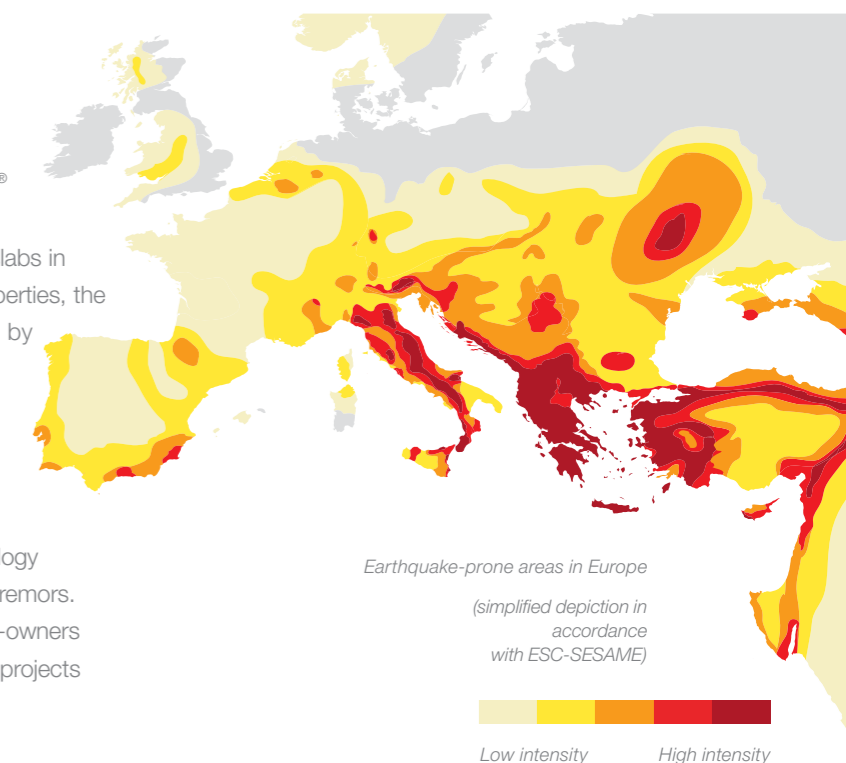 ®
labs in
perties, the
by
logy
remors.
-owners
projects
Earthquake-prone areas in Europe
(simplified depiction in
accordance
with ESC-SESAME)
Low intensity High intensity